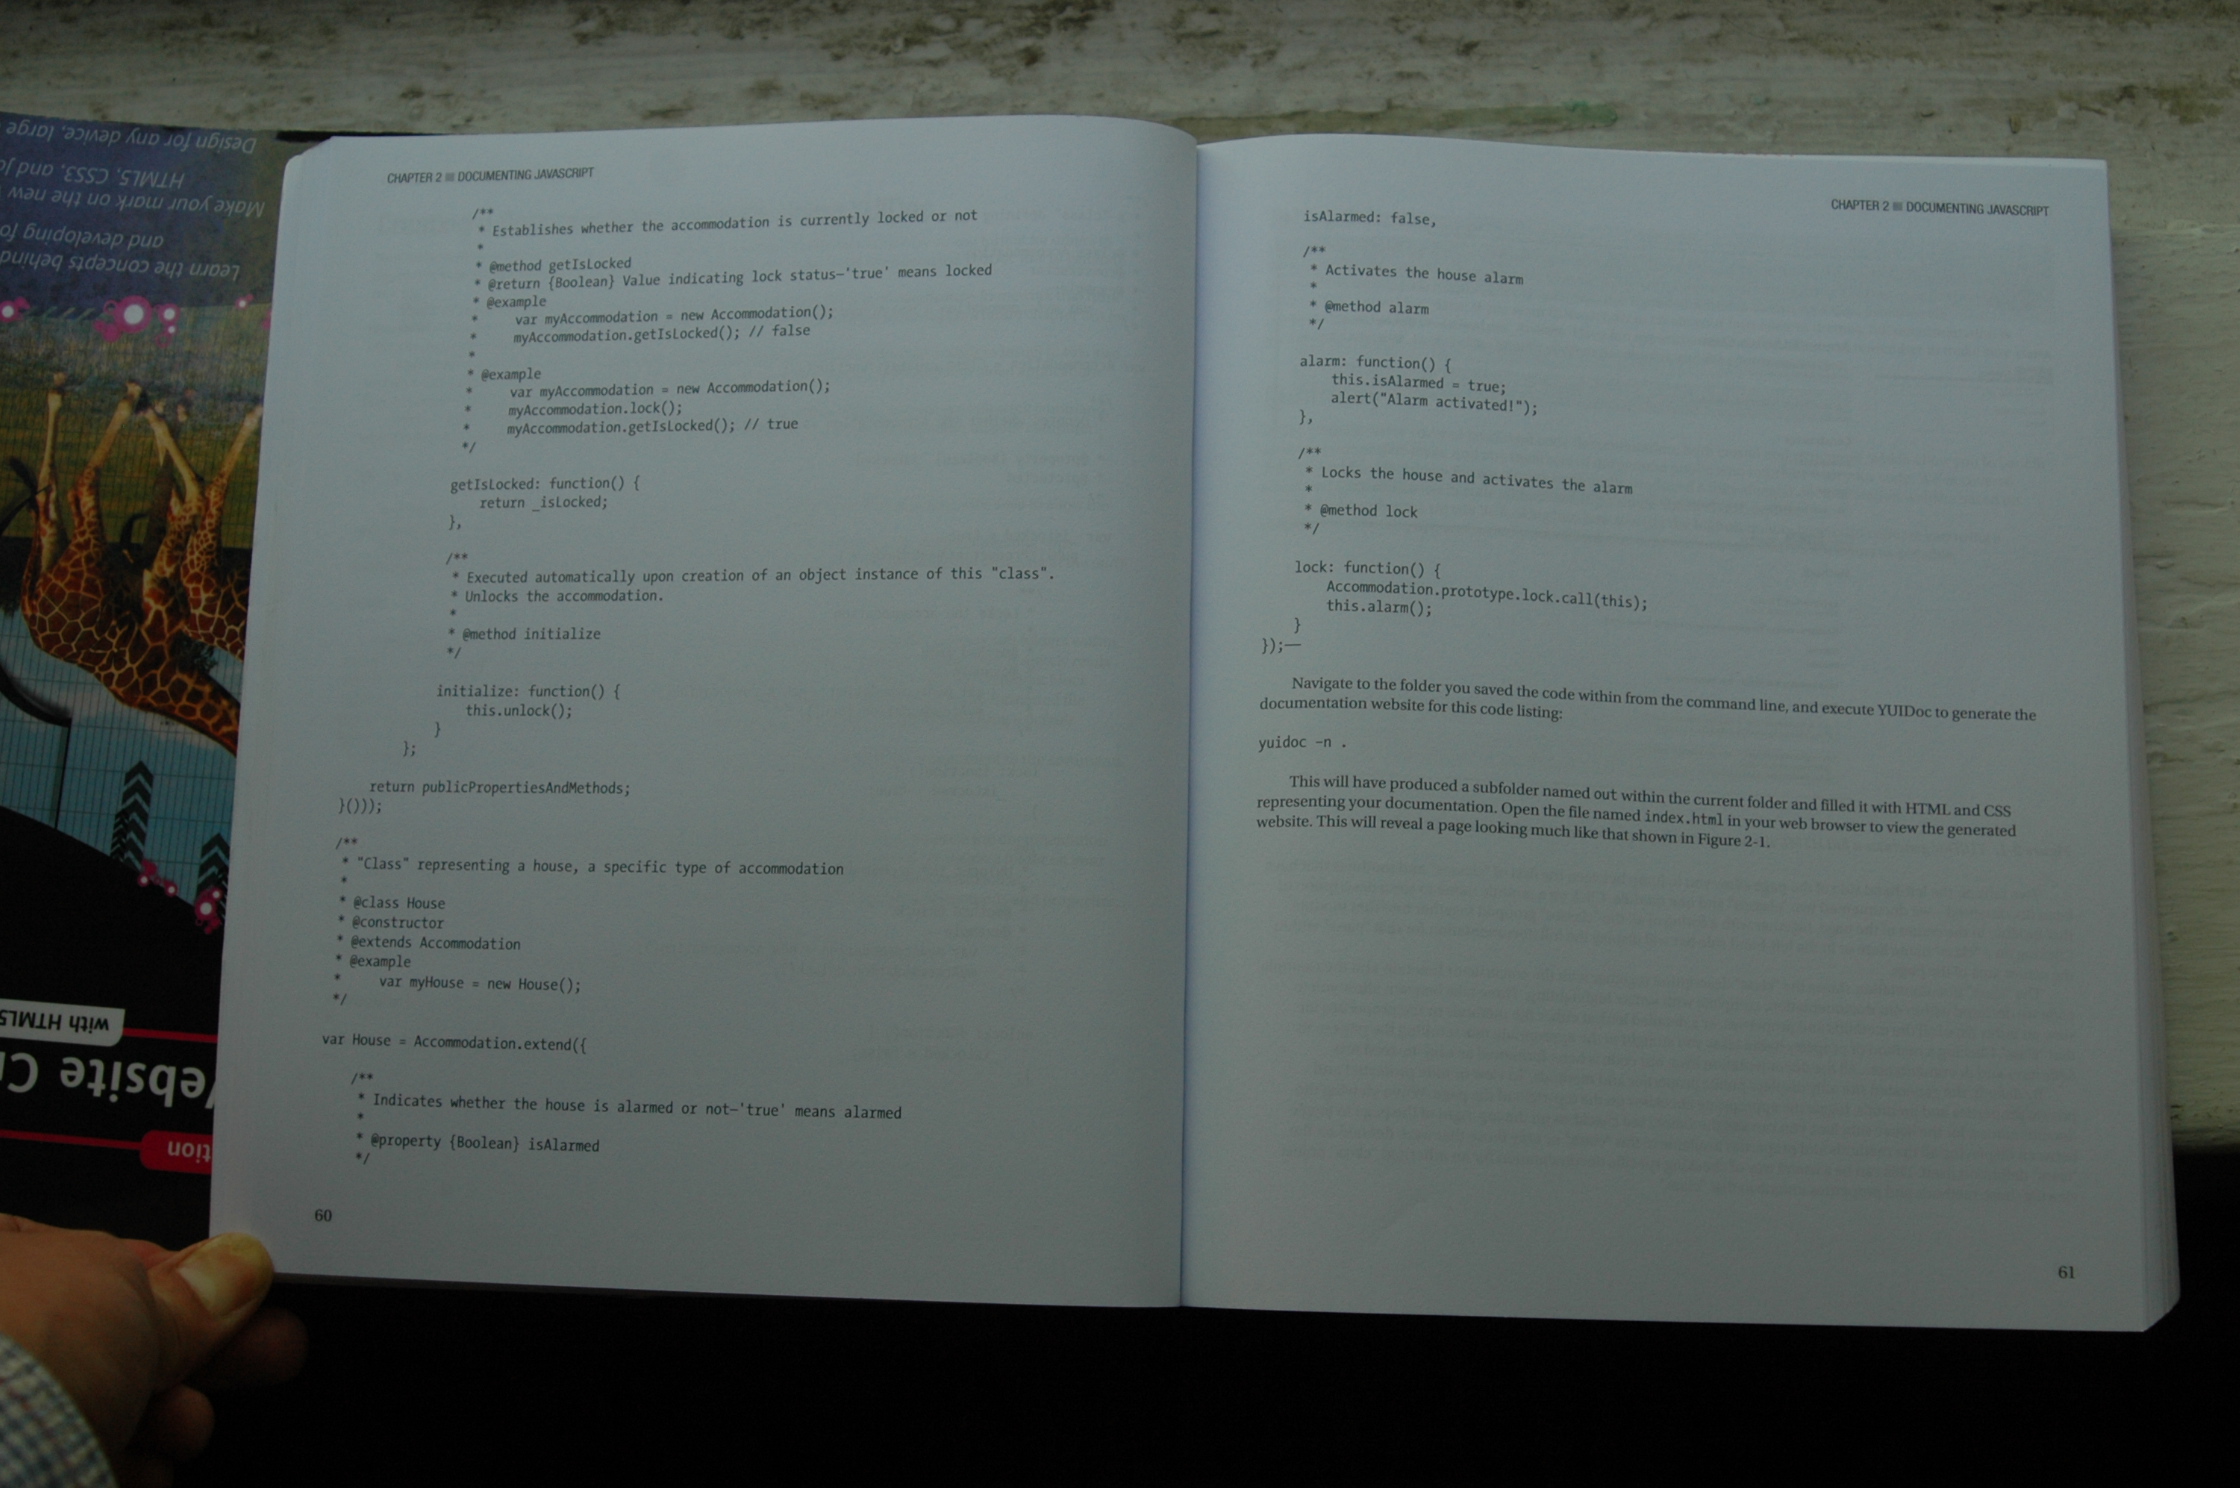 CHAPTER 2 ■ DOCUMENTING JAVASCRIPT
/**
* Establishes whether the accommodation is currently locked or not
*
* @method getIsLocked
* @return {Boolean} Value indicating lock status—'true' means locked
* @example
*     var myAccommodation = new Accommodation();
*     myAccommodation.getIsLocked(); // false
*
* @example
*     var myAccommodation = new Accommodation();
*     myAccommodation.lock();
*     myAccommodation.getIsLocked(); // true
*/
getIsLocked: function() {
return _isLocked;
},
/**
* Executed automatically upon creation of an object instance of this "class".
* Unlocks the accommodation.
*
* @method initialize
*/
initialize: function() {
this.unlock();
}
};
return publicPropertiesAndMethods;
}()));
/**
* "Class" representing a house, a specific type of accommodation
*
* @class House
* @constructor
* @extends Accommodation
* @example
*     var myHouse = new House();
*/
var House = Accommodation.extend({
/**
* Indicates whether the house is alarmed or not—'true' means alarmed
*
* @property {Boolean} isAlarmed
*/
60
CHAPTER 2 ■ DOCUMENTING JAVASCRIPT
isAlarmed: false,
/**
* Activates the house alarm
*
* @method alarm
*/
alarm: function() {
this.isAlarmed = true;
alert("Alarm activated!");
},
/**
* Locks the house and activates the alarm
*
* @method lock
*/
lock: function() {
Accommodation.prototype.lock.call(this);
this.alarm();
}
});—
Navigate to the folder you saved the code within from the command line, and execute YUIDoc to generate the
documentation website for this code listing:
yuidoc -n .
This will have produced a subfolder named out within the current folder and filled it with HTML and CSS
representing your documentation. Open the file named index.html in your web browser to view the generated
website. This will reveal a page looking much like that shown in Figure 2-1.
61
with HTML5
Learn the concepts behind
and developing
Make your mark on the new
HTML5, CSS3, and
Design for any device, large